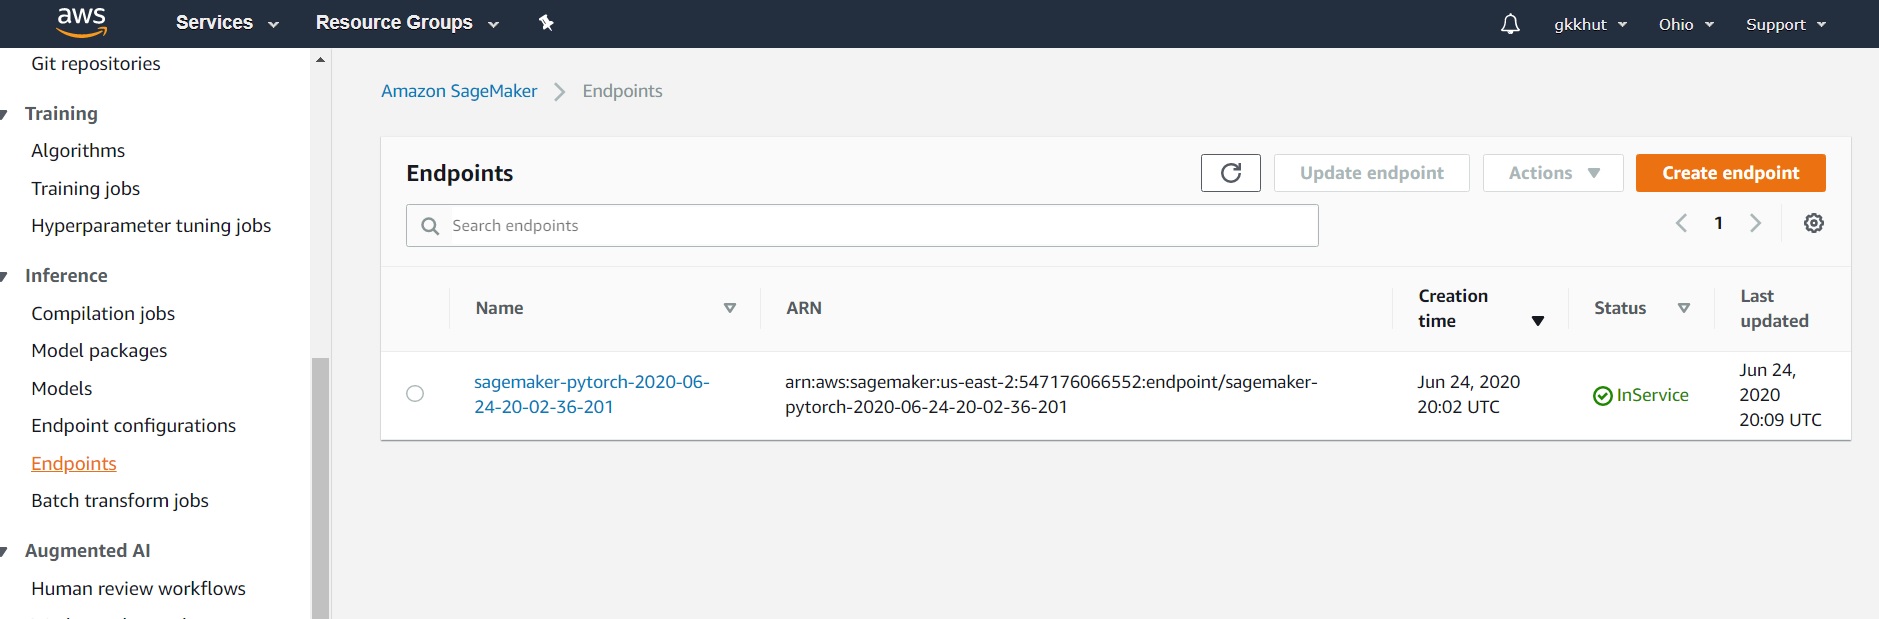 aws
Services
Resource Groups
gkkhut
Ohio
Support
Git repositories
Training
Algorithms
Training jobs
Hyperparameter tuning jobs
Inference
Compilation jobs
Model packages
Models
Endpoint configurations
Endpoints
Batch transform jobs
Augmented AI
Human review workflows
Amazon SageMaker
Endpoints
Endpoints
Update endpoint
Actions
Create endpoint
Search endpoints
1
Name
ARN
Creation
time
Status
Last
updated
sagemaker-pytorch-2020-06-
24-20-02-36-201
arn:aws:sagemaker:us-east-2:547176066552:endpoint/sagemaker-
pytorch-2020-06-24-20-02-36-201
Jun 24, 2020
20:02 UTC
InService
Jun 24,
2020
20:09 UTC